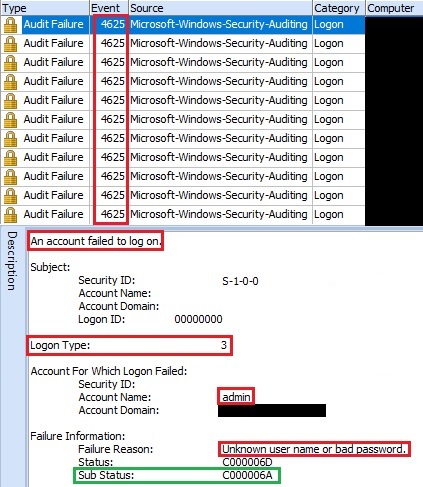 Type Event Source Category Computer
Audit Failure 4625 Microsoft-Windows-Security-Auditing Logon
Audit Failure 4625 Microsoft-Windows-Security-Auditing Logon
Audit Failure 4625 Microsoft-Windows-Security-Auditing Logon
Audit Failure 4625 Microsoft-Windows-Security-Auditing Logon
Audit Failure 4625 Microsoft-Windows-Security-Auditing Logon
Audit Failure 4625 Microsoft-Windows-Security-Auditing Logon
Audit Failure 4625 Microsoft-Windows-Security-Auditing Logon
Audit Failure 4625 Microsoft-Windows-Security-Auditing Logon
Audit Failure 4625 Microsoft-Windows-Security-Auditing Logon
Audit Failure 4625 Microsoft-Windows-Security-Auditing Logon
Audit Failure 4625 Microsoft-Windows-Security-Auditing Logon
Description
An account failed to log on.
Subject:
Security ID: S-1-0-0
Account Name:
Account Domain:
Logon ID: 00000000
Logon Type: 3
Account For Which Logon Failed:
Security ID:
Account Name: admin
Account Domain:
Failure Information:
Failure Reason: Unknown user name or bad password.
Status: C000006D
Sub Status: C000006A